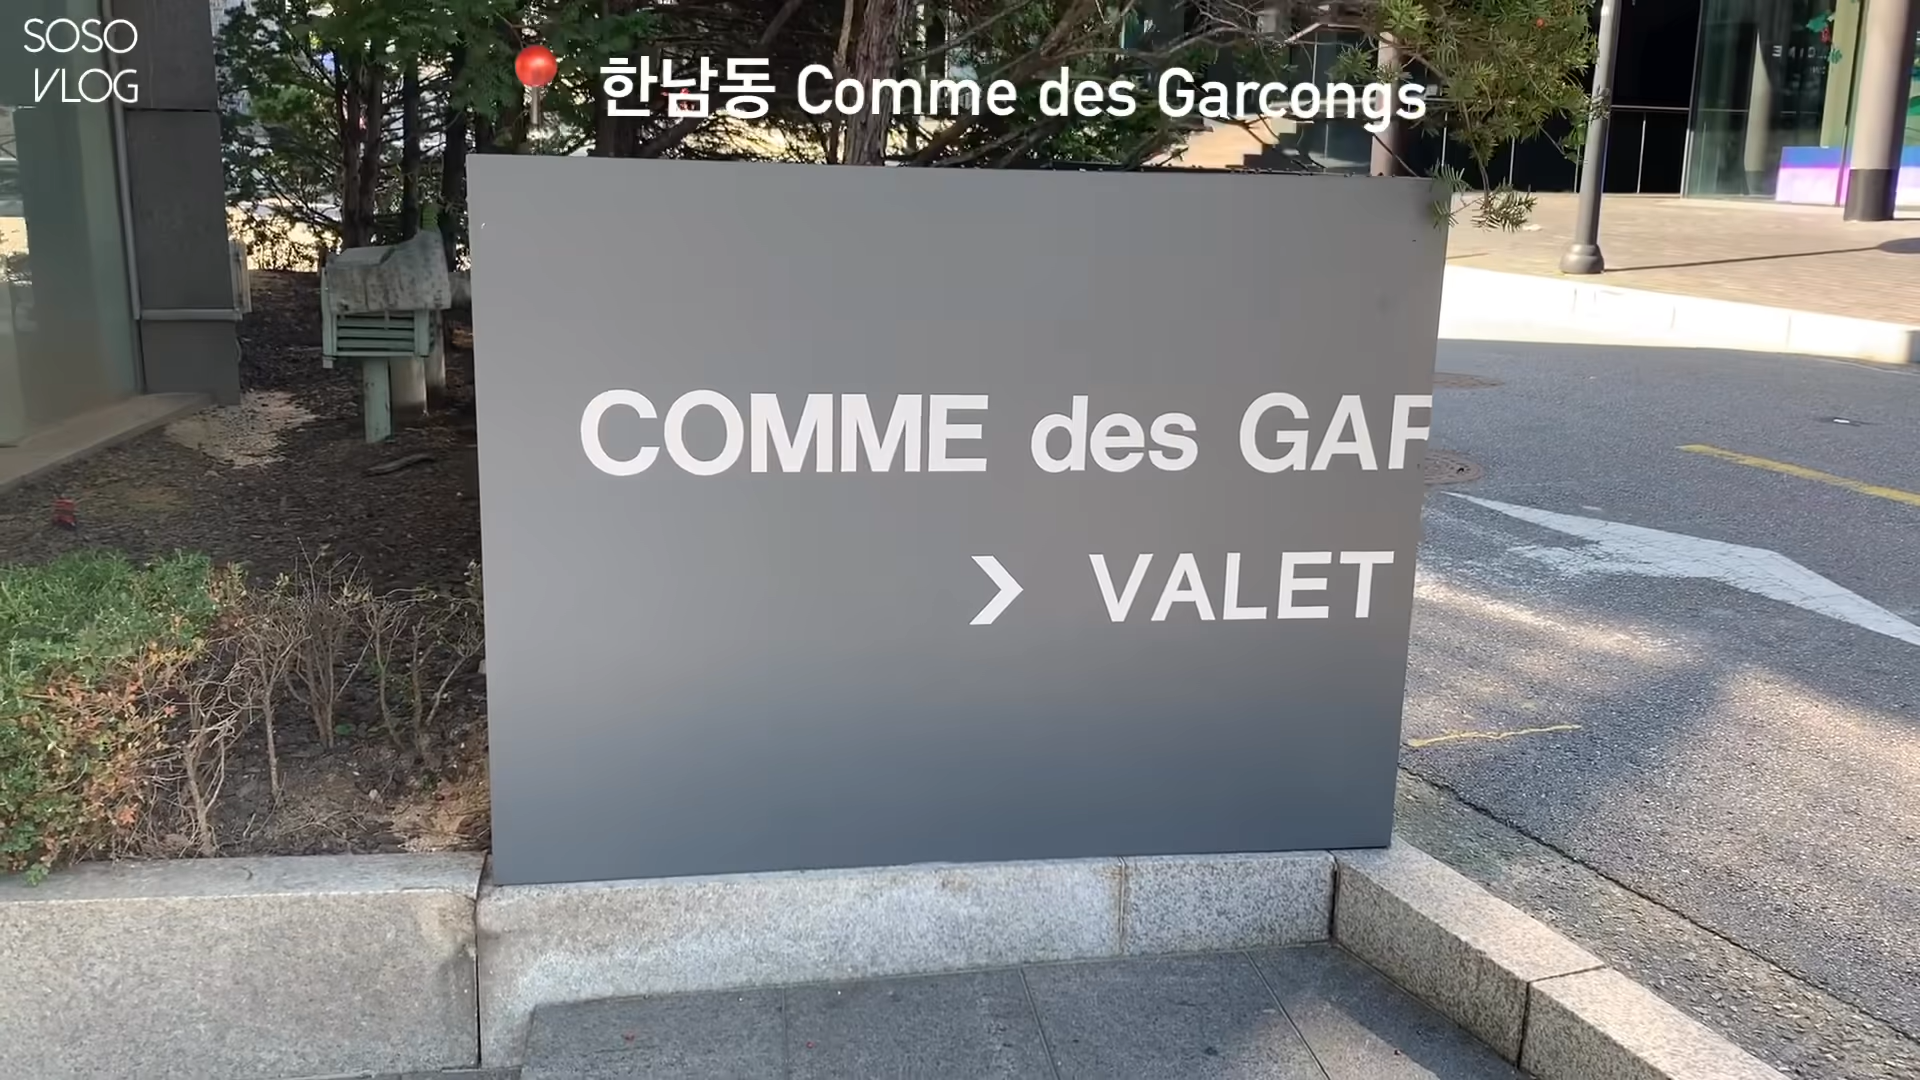 SOSO
VLOG
한남동 Comme des Garcongs
COMME des GAR
> VALET